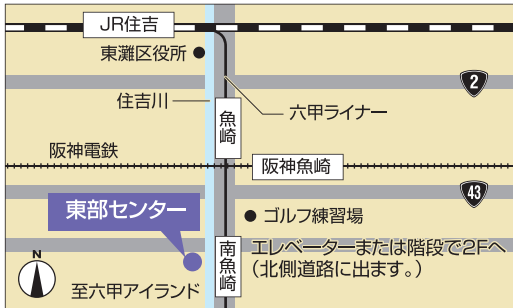 JR住吉
東灘区役所
2
住吉川
六甲ライナー
魚崎
阪神電鉄
阪神魚崎
43
東部センター
ゴルフ練習場
南魚崎
エレベーターまたは階段で2Fへ
(北側道路に出ます。)
N
至六甲アイランド